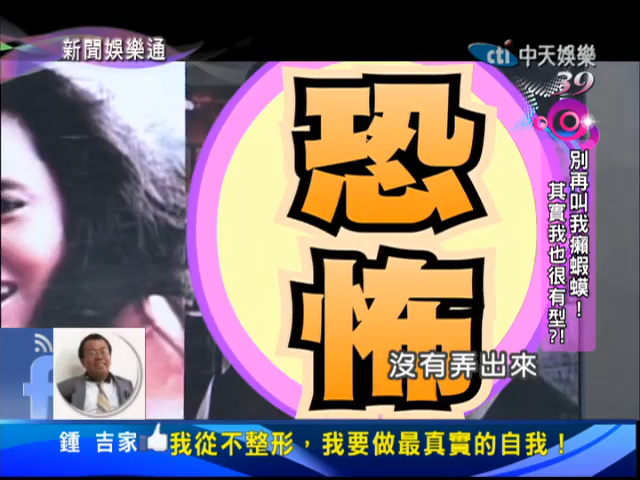 新聞娛樂通
cti 中天娛樂
39
恐怖
別再叫我癩蝦蟆！
其實我也很有型?!
沒有弄出來
鍾 吉家 我從不整形，我要做最真實的自我！